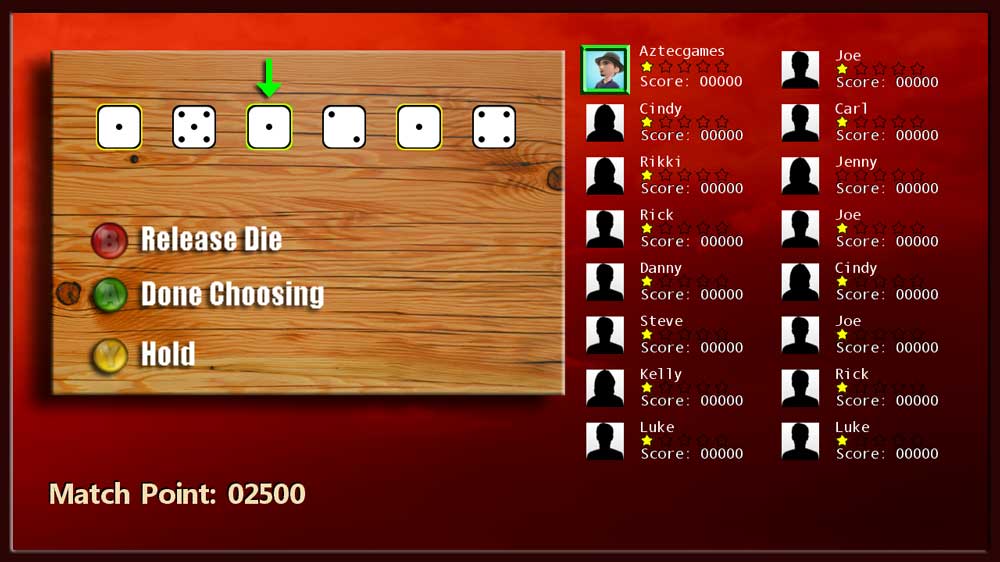 Aztecgames
Score: 00000
Joe
Score: 00000
Cindy
Score: 00000
Carl
Score: 00000
Rikki
Score: 00000
Jenny
Score: 00000
Rick
Score: 00000
Joe
Score: 00000
Danny
Score: 00000
Cindy
Score: 00000
Steve
Score: 00000
Joe
Score: 00000
Kelly
Score: 00000
Rick
Score: 00000
Luke
Score: 00000
Luke
Score: 00000
B Release Die
A Done Choosing
Y Hold
Match Point: 02500